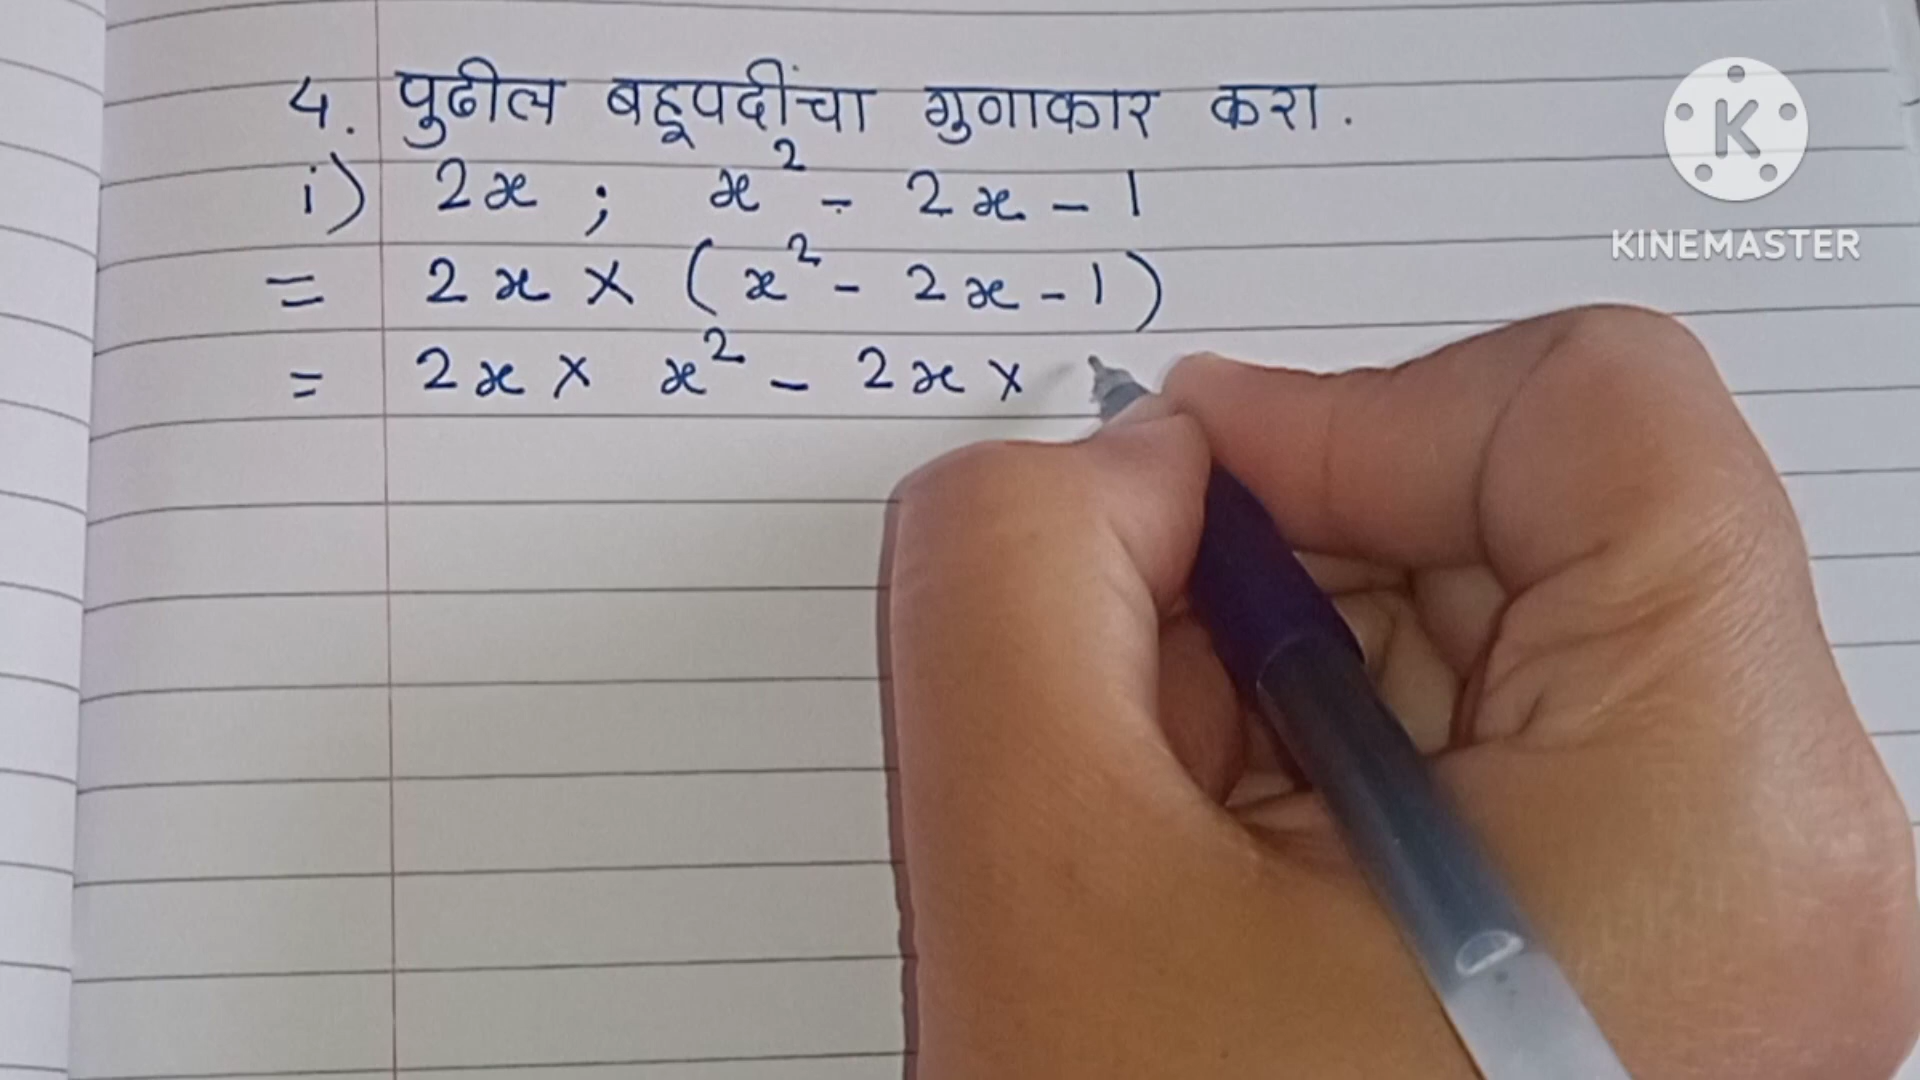 4. पुढील बहूपदींचा गुणाकार करा.
i) 2x ; x² - 2x - 1
= 2x × (x² - 2x - 1)
= 2x × x² - 2x ×
K
KINEMASTER